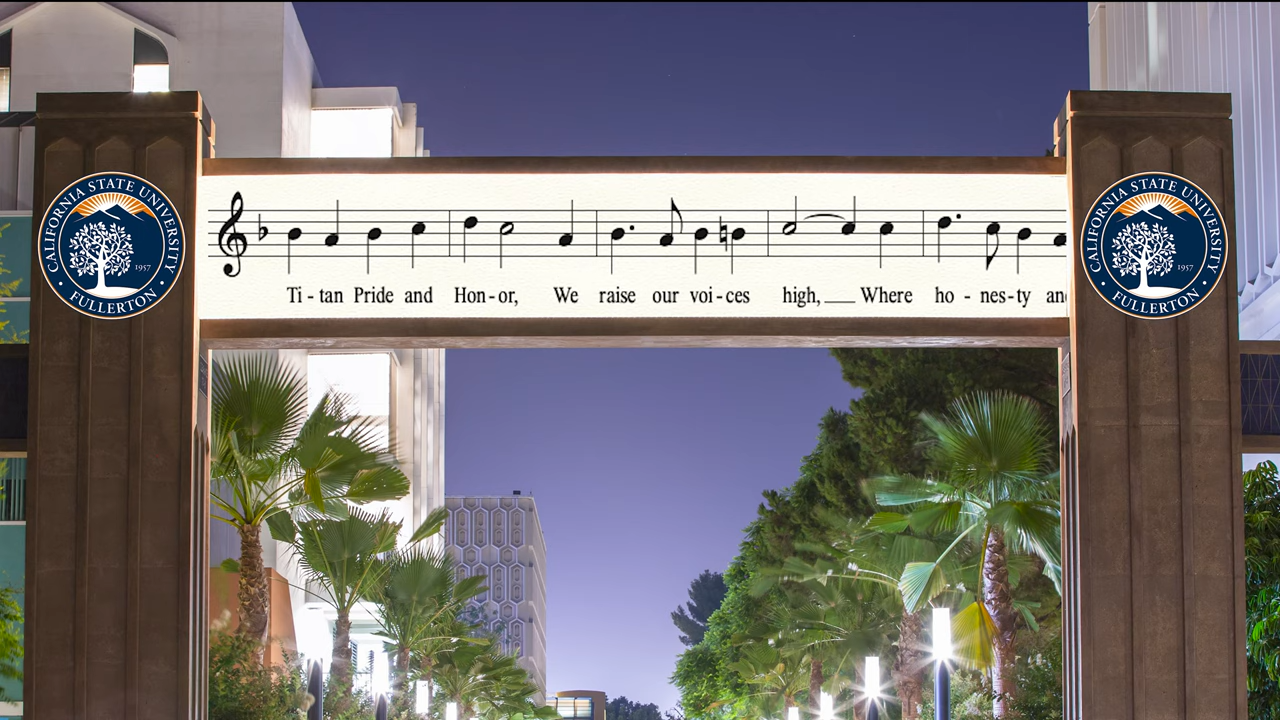 CALIFORNIA STATE UNIVERSITY
1957
FULLERTON
Ti - tan Pride and Hon - or, We raise our voi - ces high, Where ho - nes - ty
CALIFORNIA STATE UNIVERSITY
1957
FULLERTON